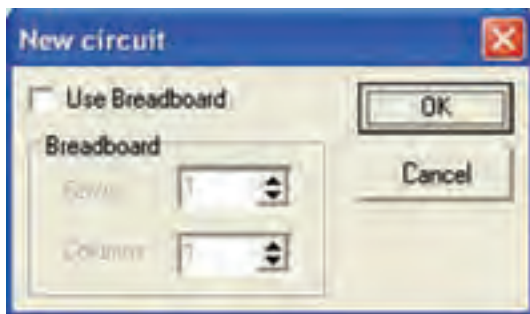 New circuit
Use Breadboard
OK
Breadboard
Rows
1
Cancel
Columns
1